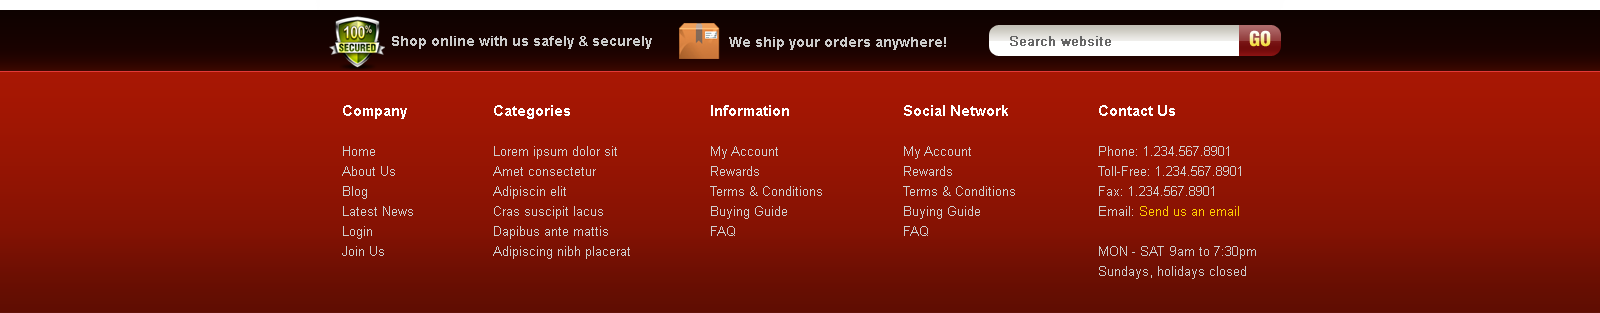 100%
SECURED
Shop online with us safely & securely
We ship your orders anywhere!
Search website
GO
Company
Home
About Us
Blog
Latest News
Login
Join Us
Categories
Lorem ipsum dolor sit
Amet consectetur
Adipiscin elit
Cras suscipit lacus
Dapibus ante mattis
Adipiscing nibh placerat
Information
My Account
Rewards
Terms & Conditions
Buying Guide
FAQ
Social Network
My Account
Rewards
Terms & Conditions
Buying Guide
FAQ
Contact Us
Phone: 1.234.567.8901
Toll-Free: 1.234.567.8901
Fax: 1.234.567.8901
Email: Send us an email
MON - SAT 9am to 7:30pm
Sundays, holidays closed